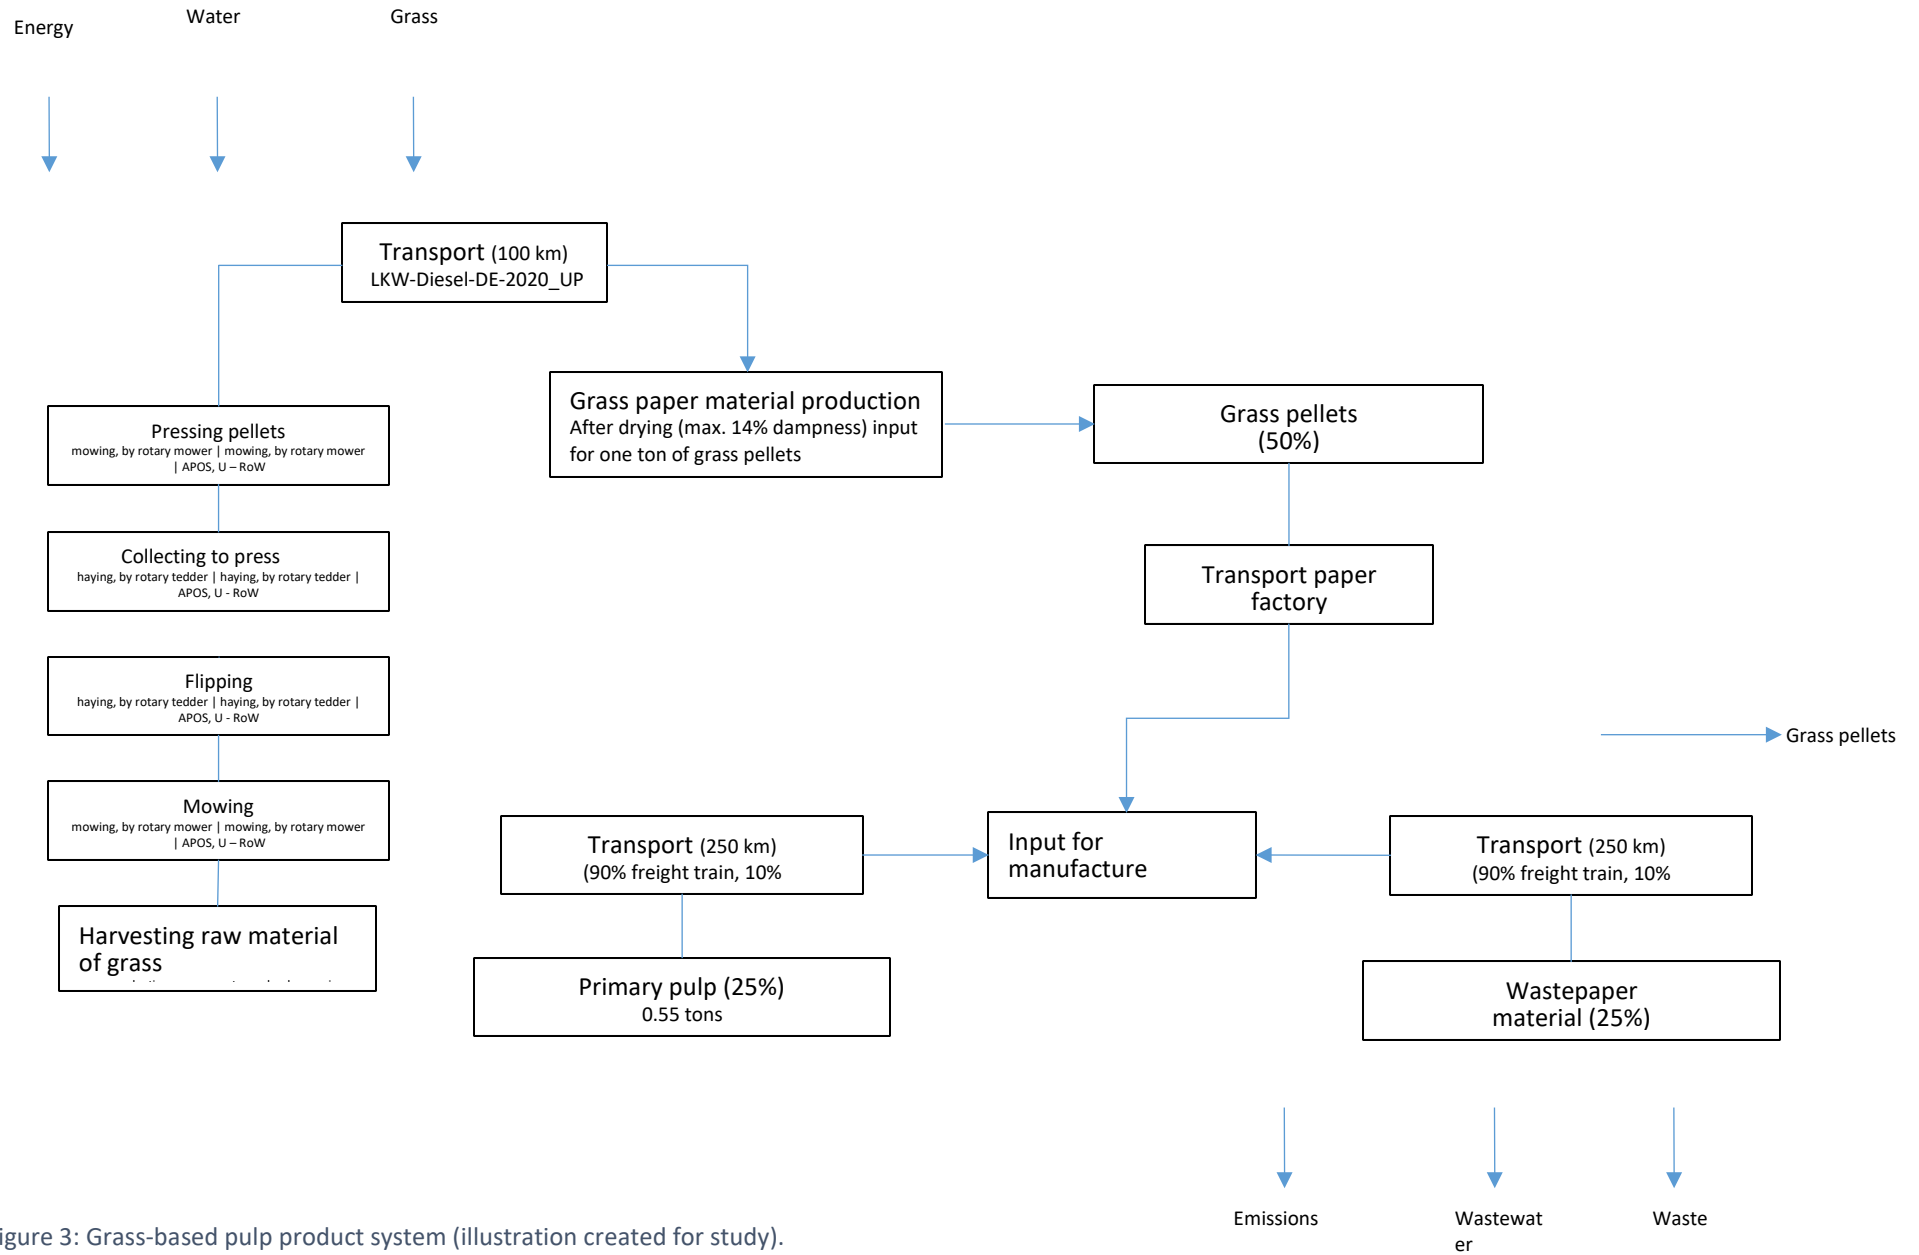 Energy
Water
Grass
Transport (100 km)
LKW-Diesel-DE-2020_UP
Pressing pellets
mowing, by rotary mower | mowing, by rotary mower
| APOS, U – RoW
Collecting to press
haying, by rotary tedder | haying, by rotary tedder |
APOS, U - RoW
Flipping
haying, by rotary tedder | haying, by rotary tedder |
APOS, U - RoW
Mowing
mowing, by rotary mower | mowing, by rotary mower
| APOS, U – RoW
Harvesting raw material
of grass
Grass paper material production
After drying (max. 14% dampness) input
for one ton of grass pellets
Grass pellets
(50%)
Transport paper
factory
Grass pellets
Transport (250 km)
(90% freight train, 10%
Input for
manufacture
Transport (250 km)
(90% freight train, 10%
Primary pulp (25%)
0.55 tons
Wastepaper
material (25%)
Emissions
Wastewat
er
Waste
igure 3: Grass-based pulp product system (illustration created for study).